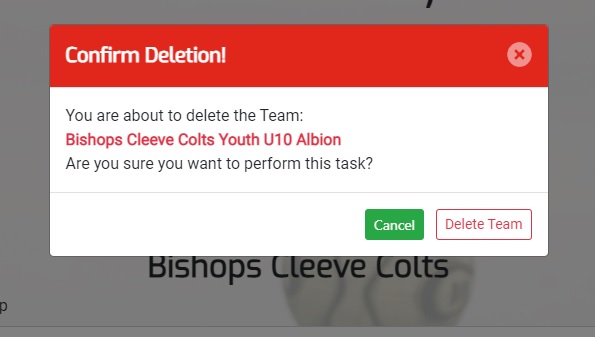 Confirm Deletion!
You are about to delete the Team:
Bishops Cleeve Colts Youth U10 Albion
Are you sure you want to perform this task?
Cancel
Delete Team
Bishops Cleeve Colts
p